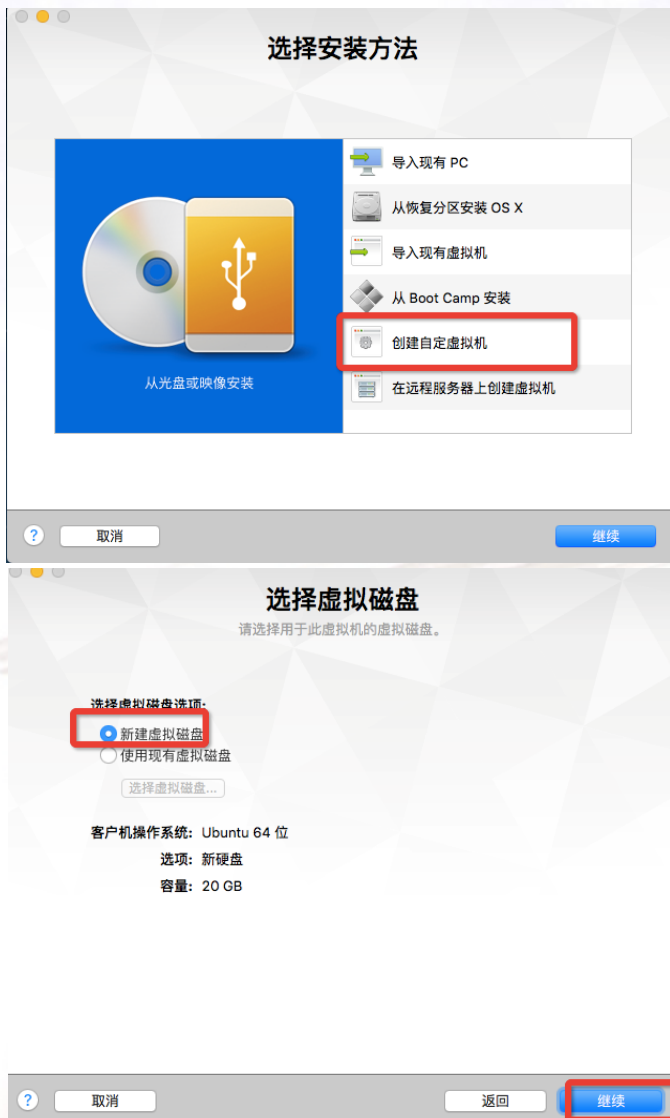 选择安装方法
导入现有 PC
从恢复分区安装 OS X
导入现有虚拟机
从 Boot Camp 安装
创建自定虚拟机
在远程服务器上创建虚拟机
从光盘或映像安装
?
取消
继续
选择虚拟磁盘
请选择用于此虚拟机的虚拟磁盘。
选择虚拟磁盘选项:
新建虚拟磁盘
使用现有虚拟磁盘
选择虚拟磁盘...
客户机操作系统: Ubuntu 64 位
选项: 新硬盘
容量: 20 GB
?
取消
返回
继续